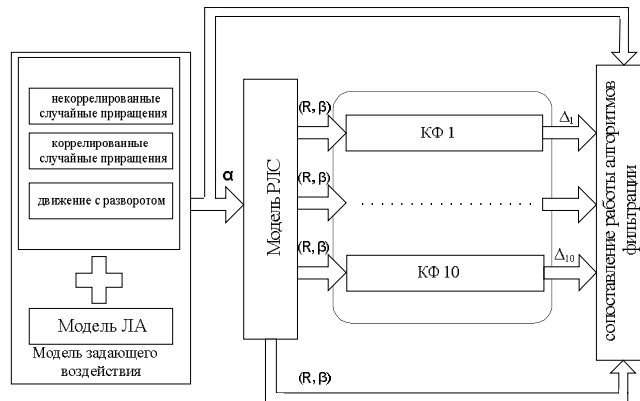 некоррелированные
случайные приращения
коррелированные
случайные приращения
движение с разворотом
Модель ЛА
Модель задающего
воздействия
α
Модель РЛС
(R, β)
КФ 1
Δ1
(R, β)
. . . . . . . . . . . . . . . . . .
(R, β)
КФ 10
Δ10
(R, β)
сопоставление работы алгоритмов
фильтрации